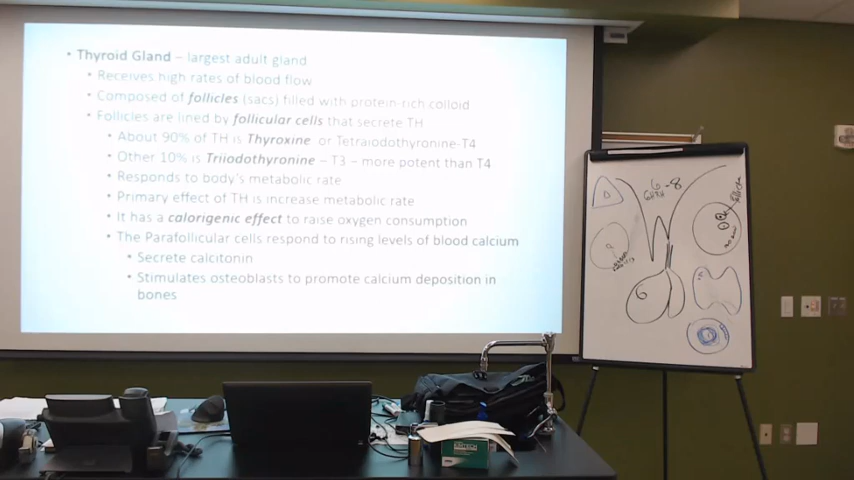 • Thyroid Gland – largest adult gland
• Receives high rates of blood flow
• Composed of follicles (sacs) filled with protein-rich colloid
• Follicles are lined by follicular cells that secrete TH
• About 90% of TH is Thyroxine or Tetraiodothyronine-T4
• Other 10% is Triiodothyronine – T3 – more potent than T4
• Responds to body's metabolic rate
• Primary effect of TH is increase metabolic rate
• It has a calorigenic effect to raise oxygen consumption
• The Parafollicular cells respond to rising levels of blood calcium
• Secrete calcitonin
• Stimulates osteoblasts to promote calcium deposition in
bones